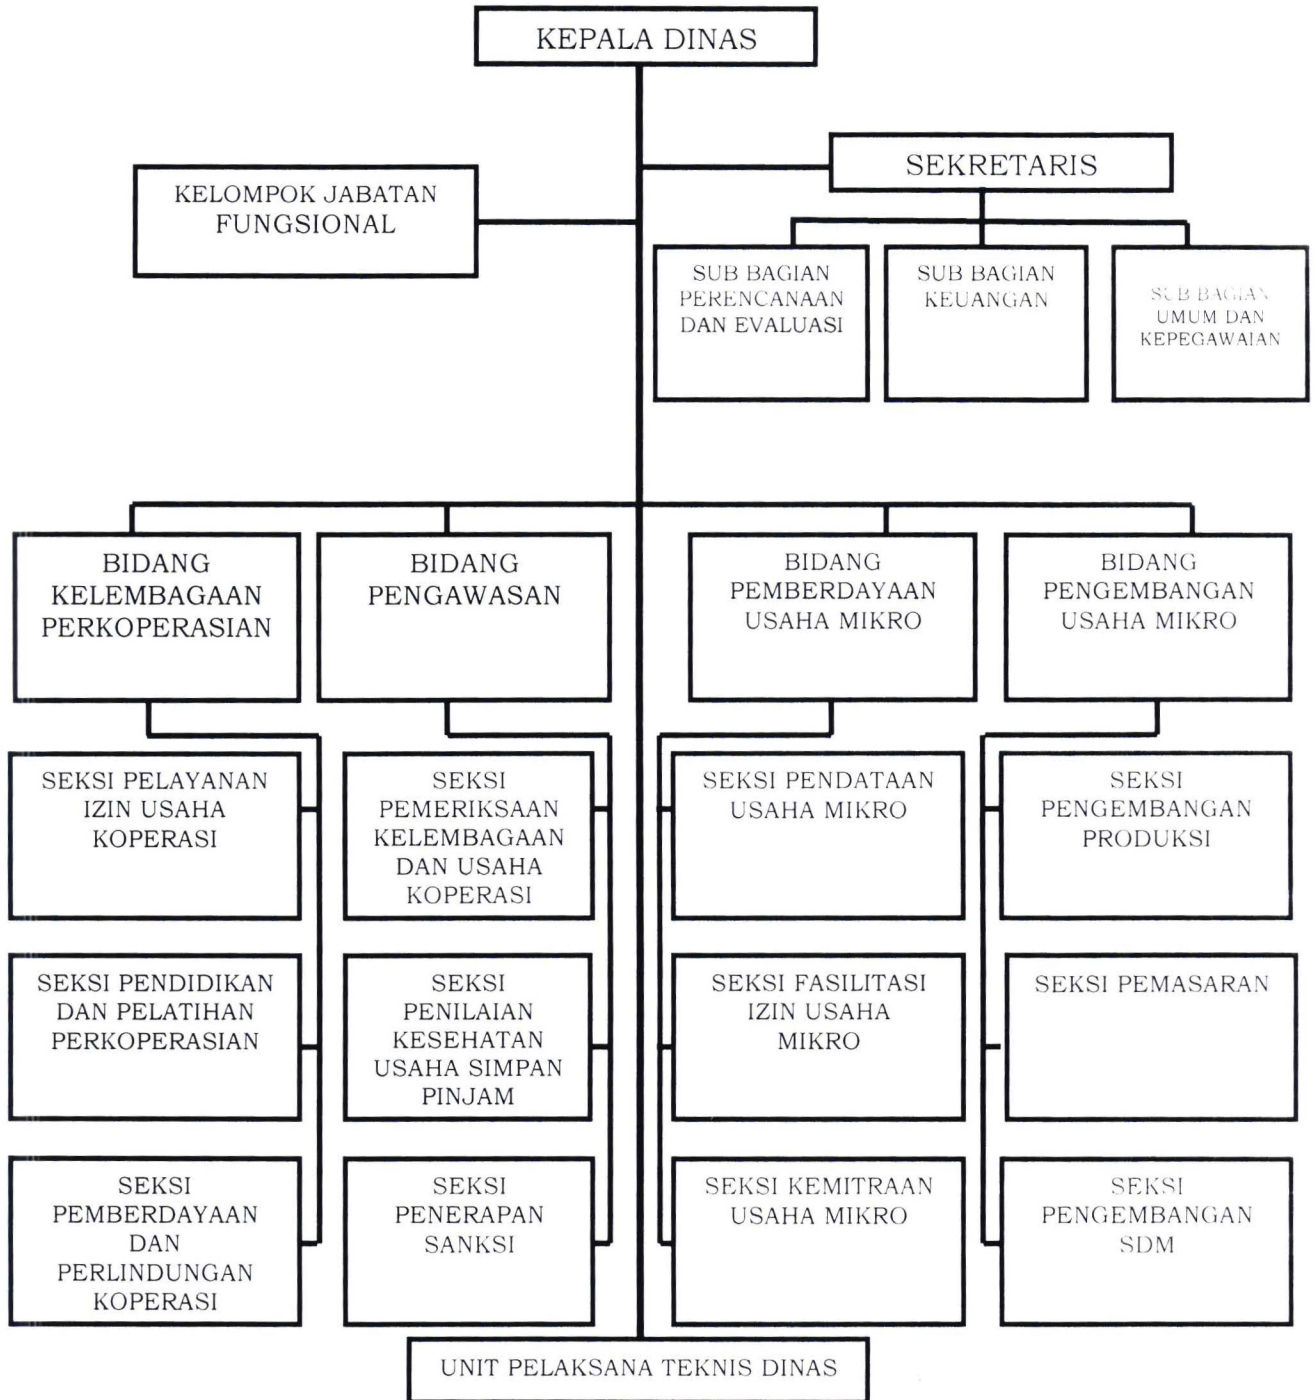 KEPALA DINAS
SEKRETARIS
KELOMPOK JABATAN
FUNGSIONAL
SUB BAGIAN
PERENCANAAN
DAN EVALUASI
SUB BAGIAN
KEUANGAN
SUB BAGIAN
UMUM DAN
KEPEGAWAIAN
BIDANG
KELEMBAGAAN
PERKOPERASIAN
BIDANG
PENGAWASAN
BIDANG
PEMBERDAYAAN
USAHA MIKRO
BIDANG
PENGEMBANGAN
USAHA MIKRO
SEKSI PELAYANAN
IZIN USAHA
KOPERASI
SEKSI
PEMERIKSAAN
KELEMBAGAAN
DAN USAHA
KOPERASI
SEKSI PENDATAAN
USAHA MIKRO
SEKSI
PENGEMBANGAN
PRODUKSI
SEKSI PENDIDIKAN
DAN PELATIHAN
PERKOPERASIAN
SEKSI
PENILAIAN
KESEHATAN
USAHA SIMPAN
PINJAM
SEKSI FASILITASI
IZIN USAHA
MIKRO
SEKSI PEMASARAN
SEKSI
PEMBERDAYAAN
DAN
PERLINDUNGAN
KOPERASI
SEKSI
PENERAPAN
SANKSI
SEKSI KEMITRAAN
USAHA MIKRO
SEKSI
PENGEMBANGAN
SDM
UNIT PELAKSANA TEKNIS DINAS